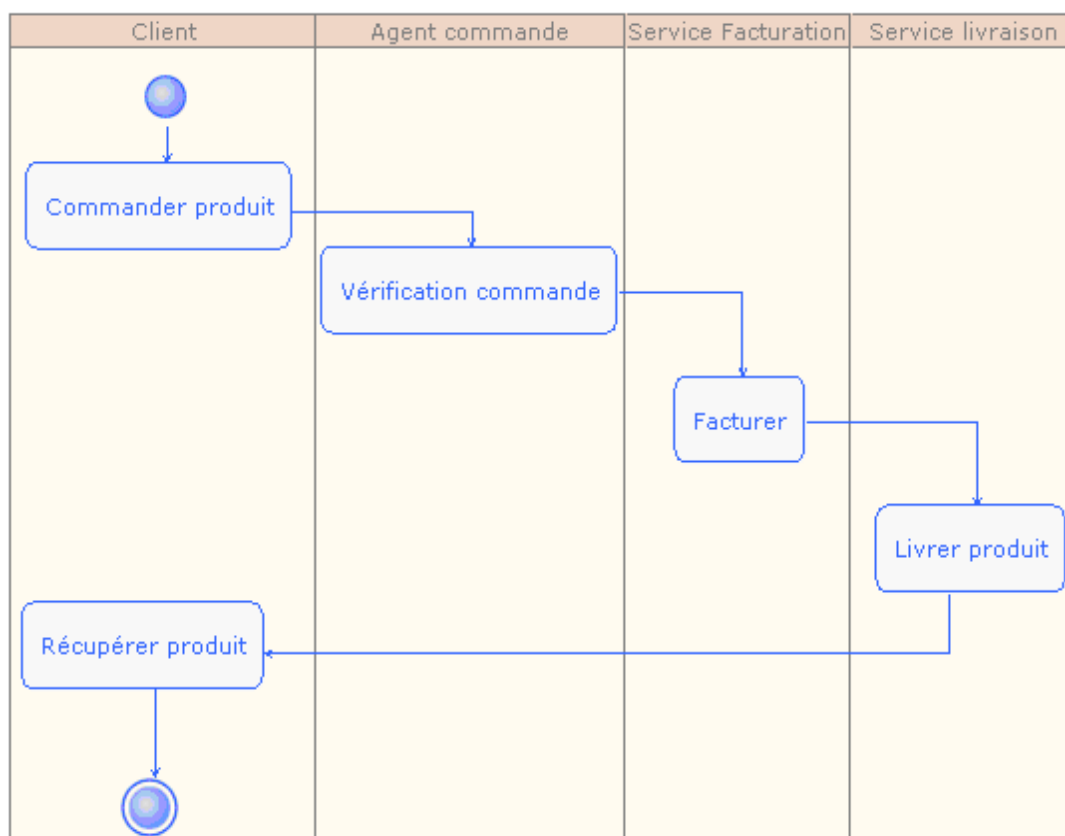 Client
Agent commande
Service Facturation
Service livraison
Commander produit
Vérification commande
Facturer
Livrer produit
Récupérer produit